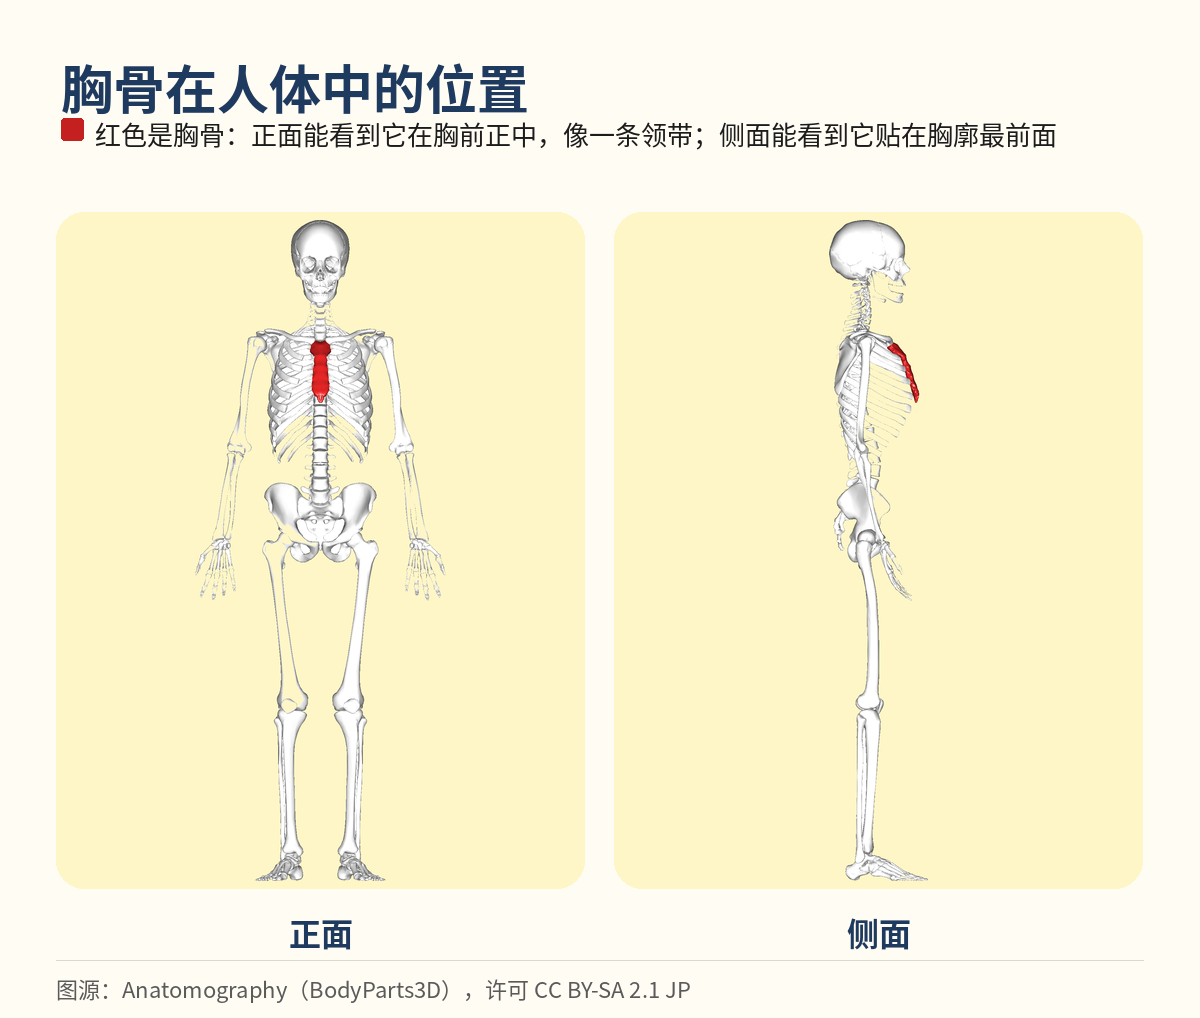 胸骨在人体中的位置
红色是胸骨：正面能看到它在胸前正中，像一条领带；侧面能看到它贴在胸廓最前面
正面
侧面
图源：Anatomography（BodyParts3D），许可 CC BY-SA 2.1 JP